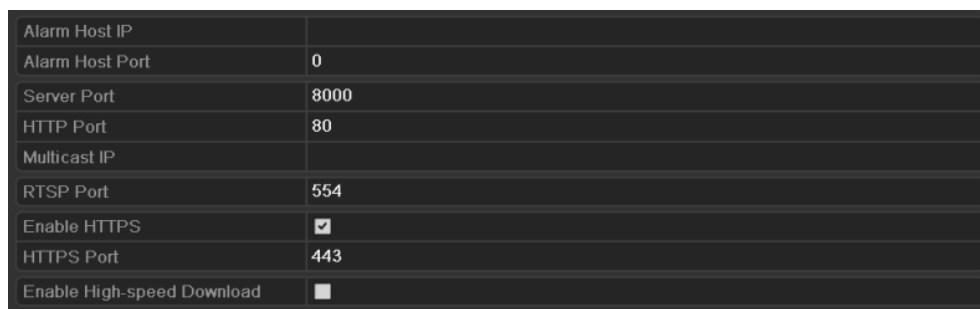 Alarm Host IP
Alarm Host Port 0
Server Port 8000
HTTP Port 80
Multicast IP
RTSP Port 554
Enable HTTPS
HTTPS Port 443
Enable High-speed Download